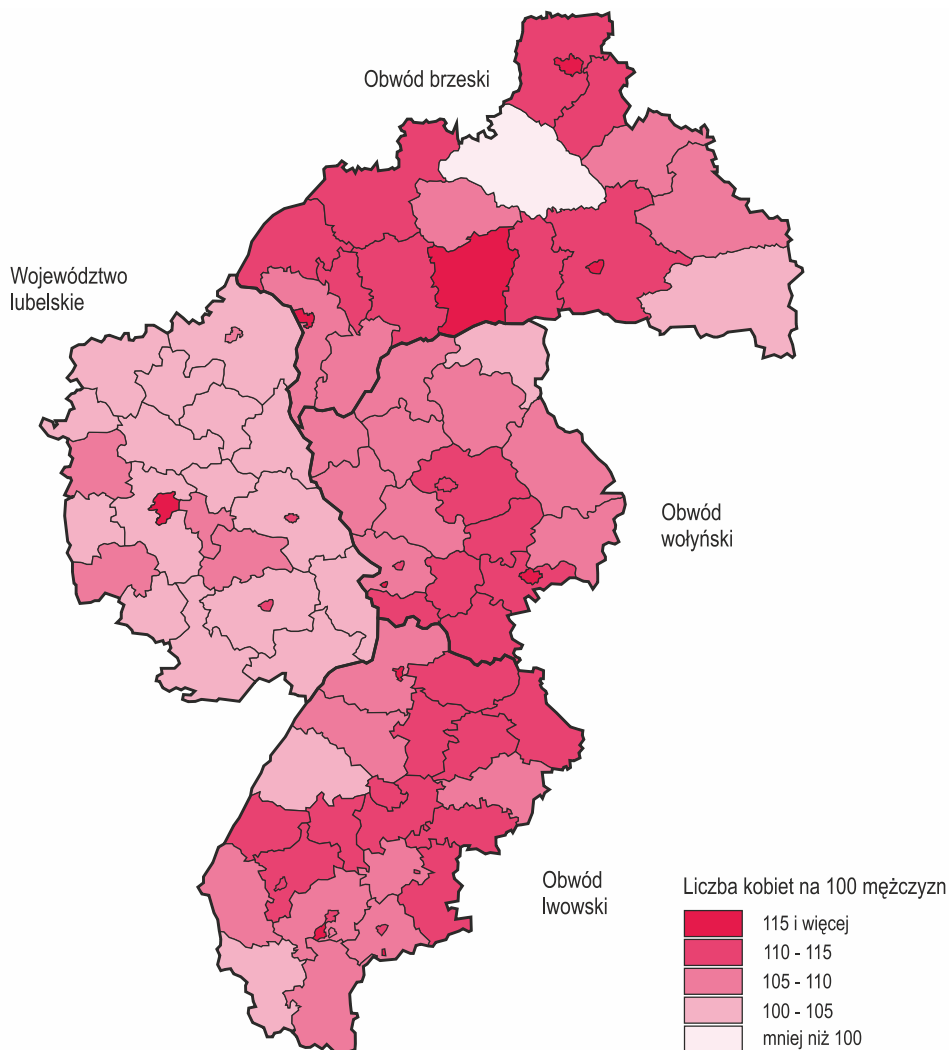 Obwód brzeski
Województwo
lubelskie
Obwód
wołyński
Obwód
lwowski
Liczba kobiet na 100 mężczyzn
115 i więcej
110 - 115
105 - 110
100 - 105
mniej niż 100